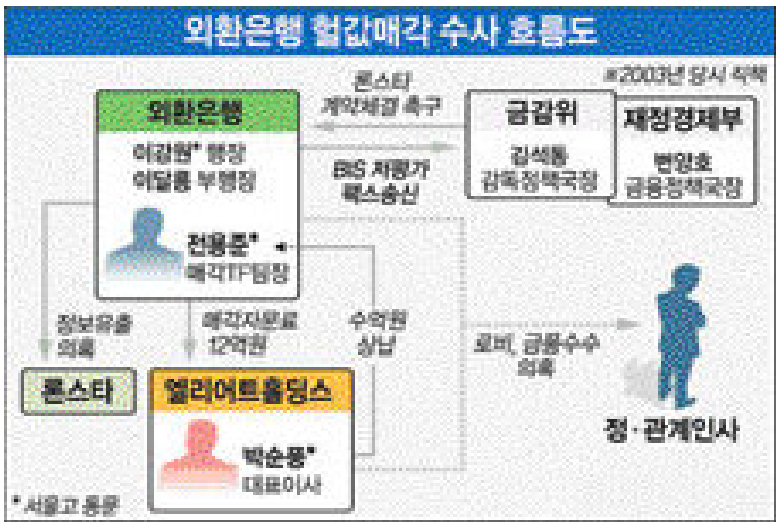 외환은행 헐값매각 수사 흐름도
※2003년 당시 직책
외환은행
이강원* 행장
이달용 부행장
전용준*
매각TF팀장
론스타
계약체결 촉구
BIS 저평가
팩스송신
금감위
김석동
감독정책국장
재정경제부
변양호
금융정책국장
정보유출
의혹
매각자문료
12억원
수억원
상납
로비, 금품수수
의혹
론스타
엘리어트홀딩스
박순풍*
대표이사
정·관계인사
* 서울고 동문